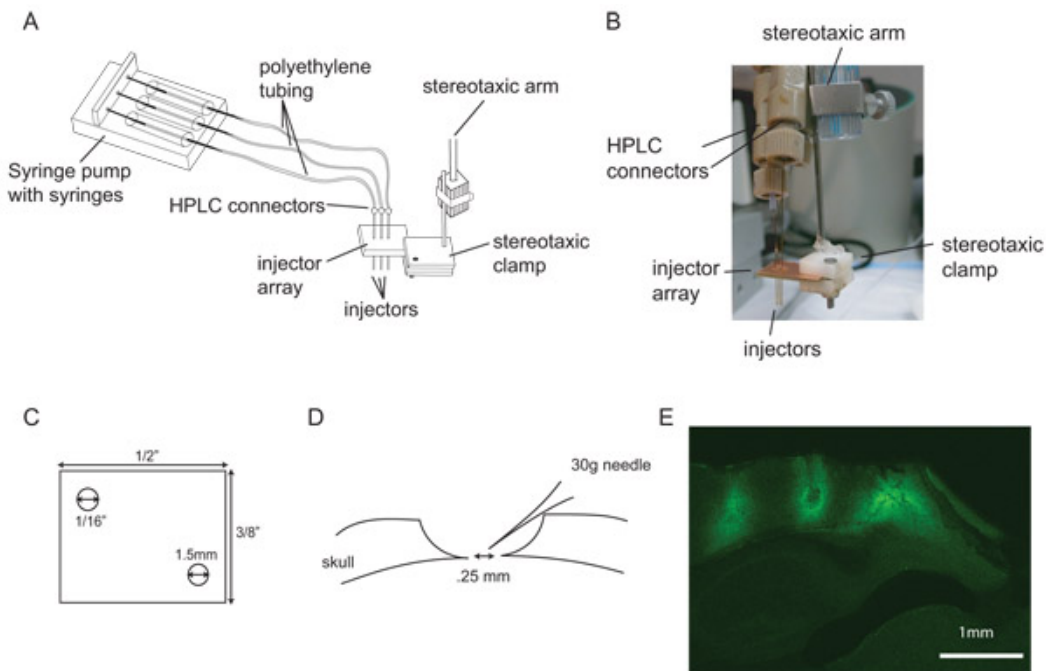 A
polyethylene
tubing
stereotaxic arm
Syringe pump
with syringes
HPLC connectors
injector
array
stereotaxic
clamp
injectors
B
stereotaxic arm
HPLC
connectors
injector
array
stereotaxic
clamp
injectors
C
1/2"
1/16"
3/8"
1.5mm
D
30g needle
skull
.25 mm
E
1mm